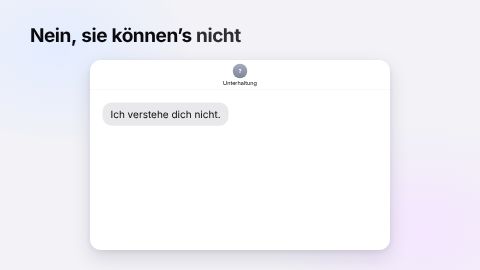 Nein, sie können’s nicht
?
Unterhaltung
Ich verstehe dich nicht.